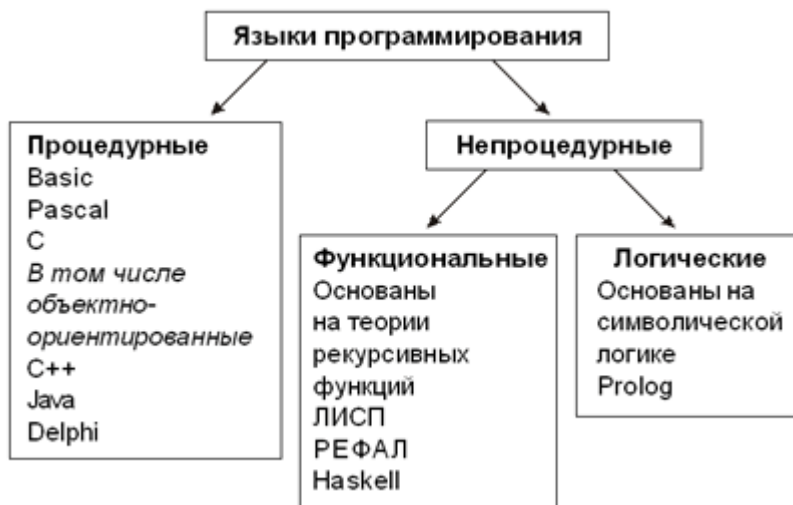 Языки программирования
Процедурные
Basic
Pascal
C
В том числе
объектно-
ориентированные
C++
Java
Delphi
Непроцедурные
Функциональные
Основаны
на теории
рекурсивных
функций
ЛИСП
РЕФАЛ
Haskell
Логические
Основаны на
символической
логике
Prolog